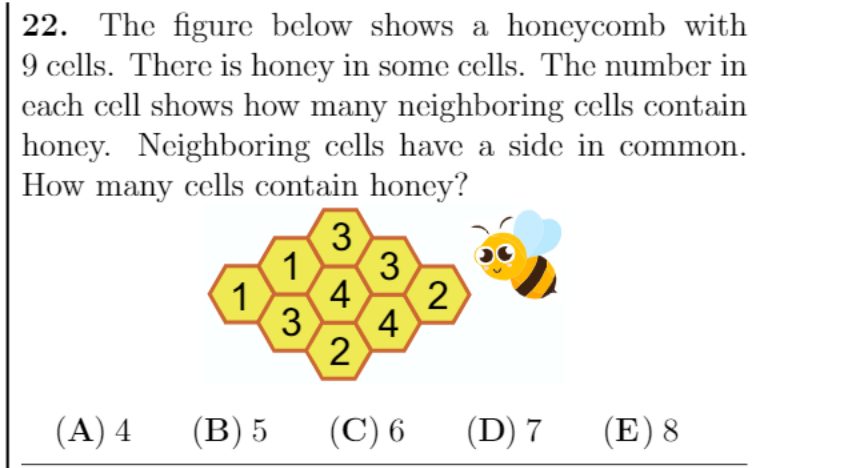 22. The figure below shows a honeycomb with
9 cells. There is honey in some cells. The number in
each cell shows how many neighboring cells contain
honey. Neighboring cells have a side in common.
How many cells contain honey?
3
1 3
1 4 2
3 4
2
(A) 4 (B) 5 (C) 6 (D) 7 (E) 8